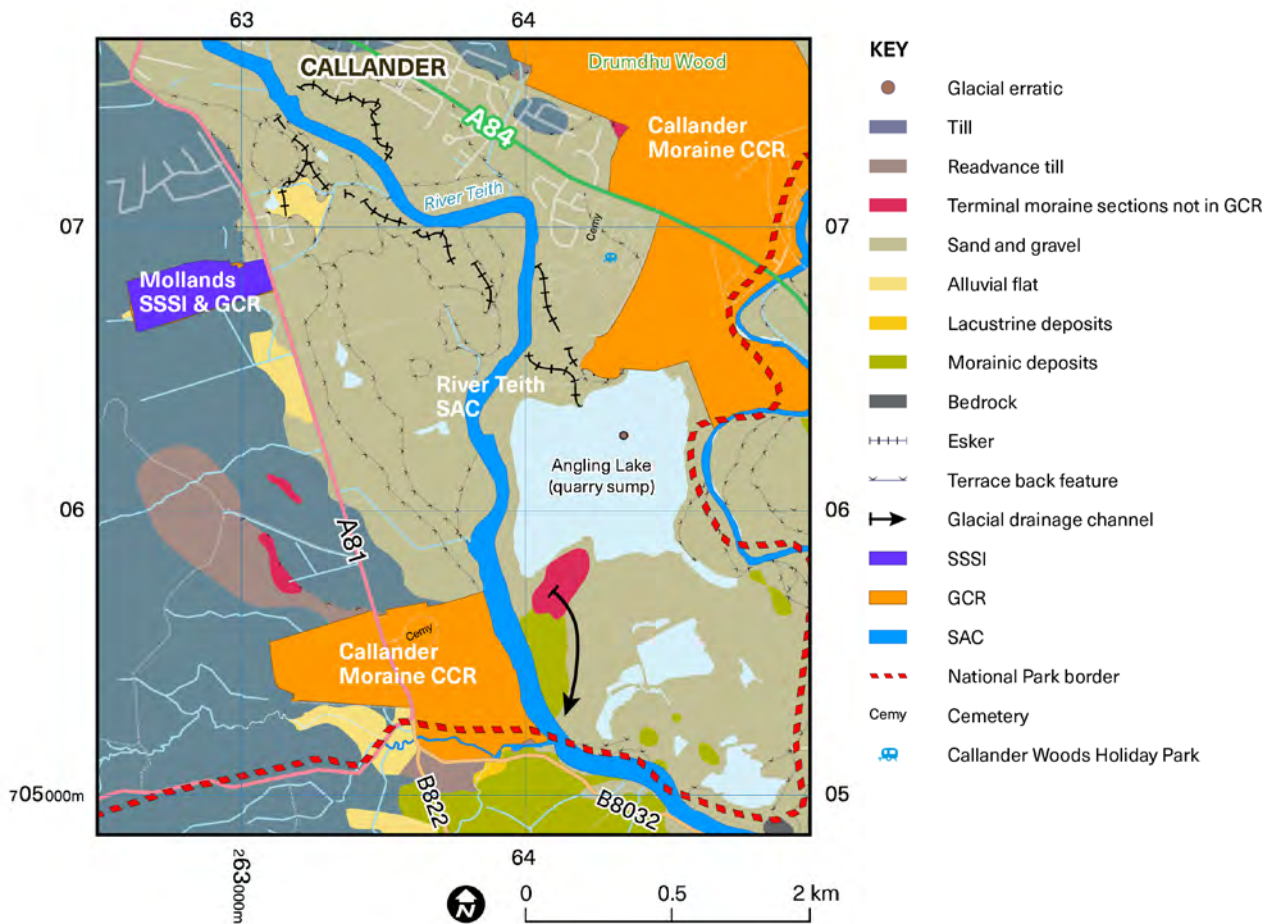 63
64
CALLANDER
Drumdhu Wood
A84
Callander
Moraine CCR
River Teith
07
Cemy
07
Mollands
SSSI & GCR
River Teith
SAC
Angling Lake
(quarry sump)
06
06
A81
Cemy
Callander
Moraine CCR
705000m
B822
B8032
05
263000m
64
N
0
0.5
2 km
KEY
Glacial erratic
Till
Readvance till
Terminal moraine sections not in GCR
Sand and gravel
Alluvial flat
Lacustrine deposits
Morainic deposits
Bedrock
Esker
Terrace back feature
Glacial drainage channel
SSSI
GCR
SAC
National Park border
Cemy Cemetery
Callander Woods Holiday Park